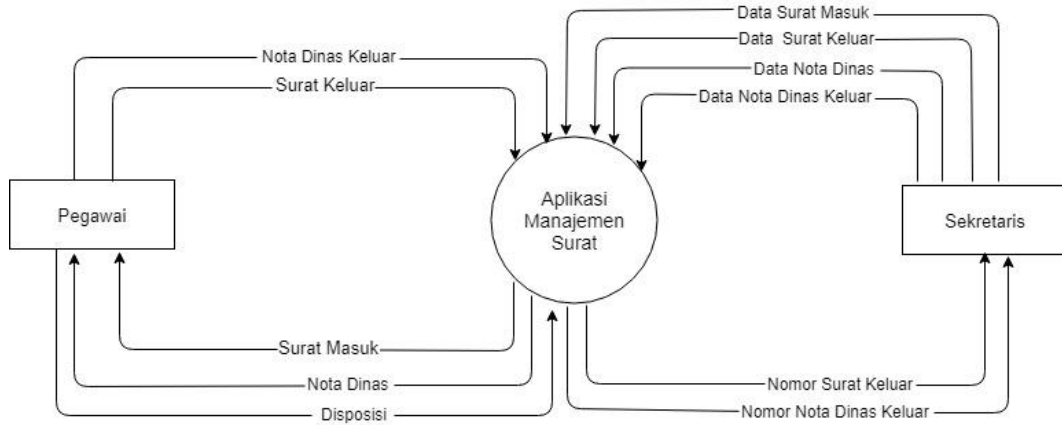 Data Surat Masuk
Data Surat Keluar
Nota Dinas Keluar
Data Nota Dinas
Surat Keluar
Data Nota Dinas Keluar
Pegawai
Aplikasi
Manajemen
Surat
Sekretaris
Surat Masuk
Nota Dinas
Nomor Surat Keluar
Disposisi
Nomor Nota Dinas Keluar